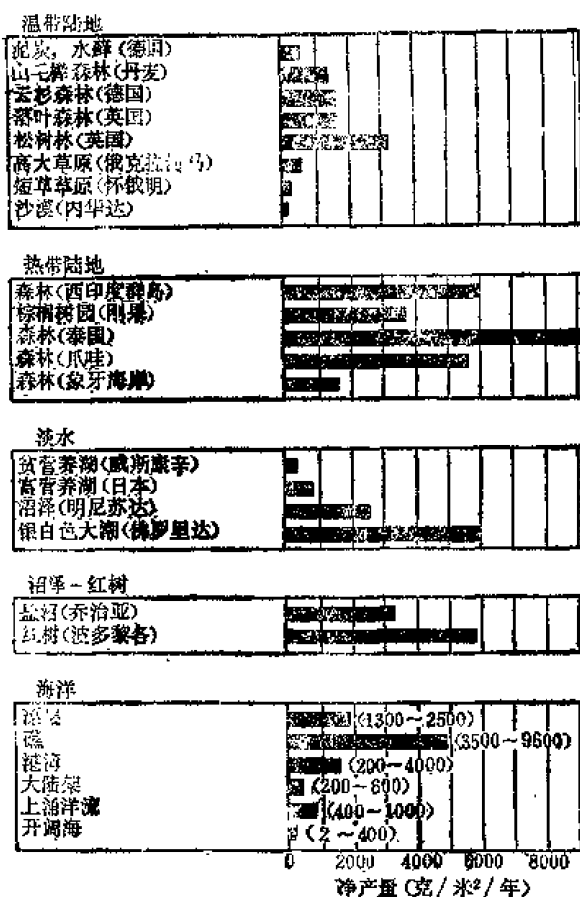 温带陆地
泥炭，水藓(德国)
山毛榉森林(丹麦)
云杉森林(德国)
落叶森林(英国)
松树林(英国)
高大草原(俄克拉拉马)
短草草原(怀俄明)
沙漠(内华达)
热带陆地
森林(西印度群岛)
棕榈树园(刚果)
森林(泰国)
森林(爪哇)
森林(象牙海岸)
淡水
贫营养湖(威斯康辛)
富营养湖(日本)
沼泽(明尼苏达)
银白色大潮(佛罗里达)
沼泽－红树
盐沼(乔治亚)
红树(波多黎各)
海洋
(1300～2500)
礁 (3500～9600)
港湾 (200～4000)
大陆架 (200～600)
上涌洋流 (400～1000)
开阔海 (2～400)
0 2000 4000 6000 8000
净产量(克/米²/年)